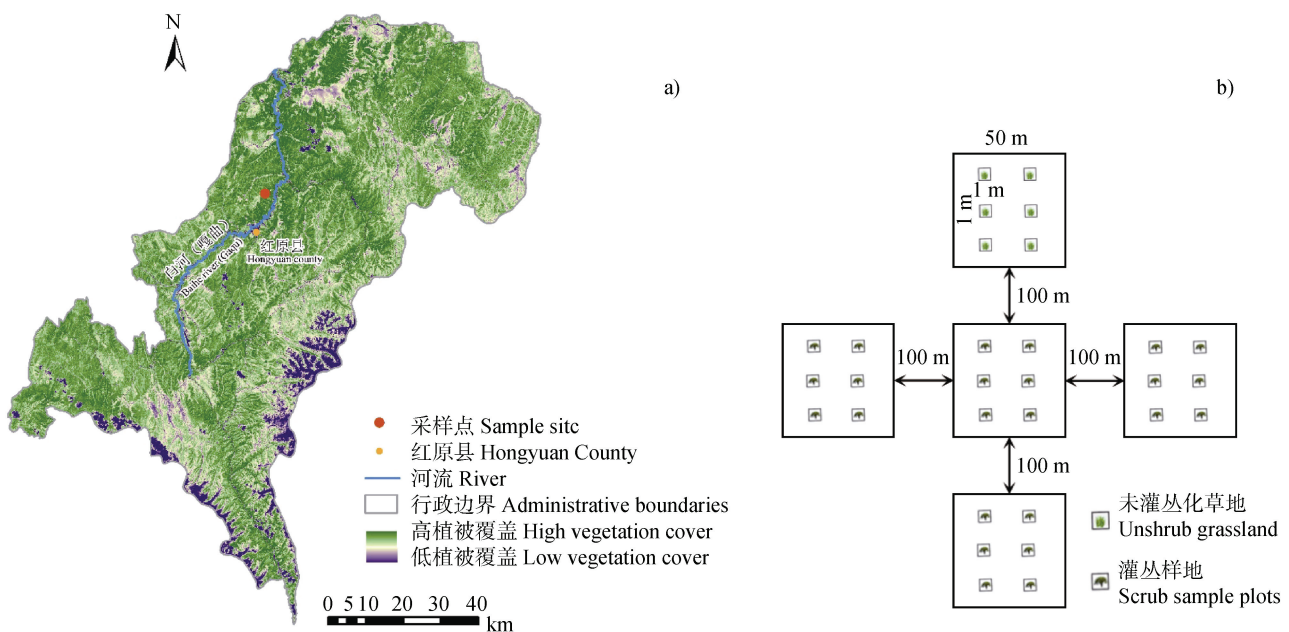 N
a)
白河（嘎曲）
Baihe river (Gaqu)
红原县
Hongyuan county
采样点 Sample site
红原县 Hongyuan County
河流 River
行政边界 Administrative boundaries
高植被覆盖 High vegetation cover
低植被覆盖 Low vegetation cover
0 5 10 20 30 40
km
b)
50 m
1 m
1 m
100 m
100 m
100 m
100 m
未灌丛化草地
Unshrub grassland
灌丛样地
Scrub sample plots